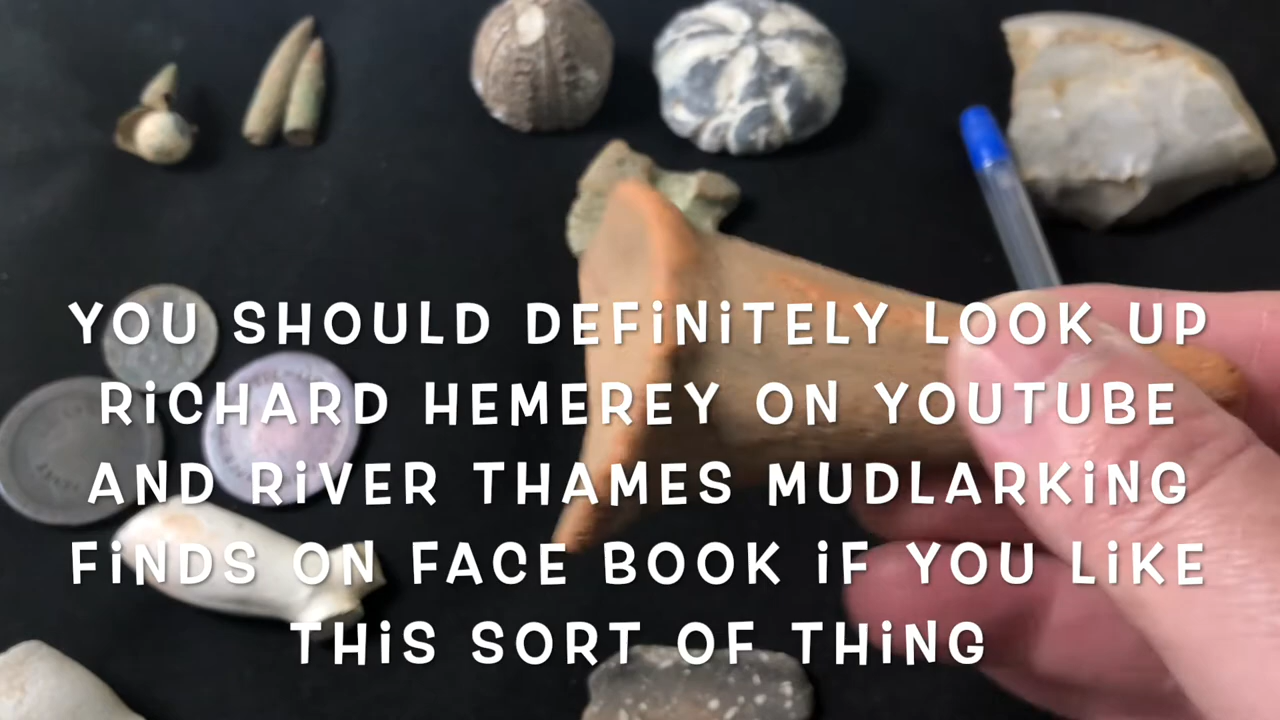 YOU SHOULD DEFiNiTELY LOOK UP
RiCHARD HEMEREY ON YOUTUBE
AND RiVER THAMES MUDLARKiNG
FiNDS ON FACE BOOK iF YOU LiKE
THiS SORT OF THiNG